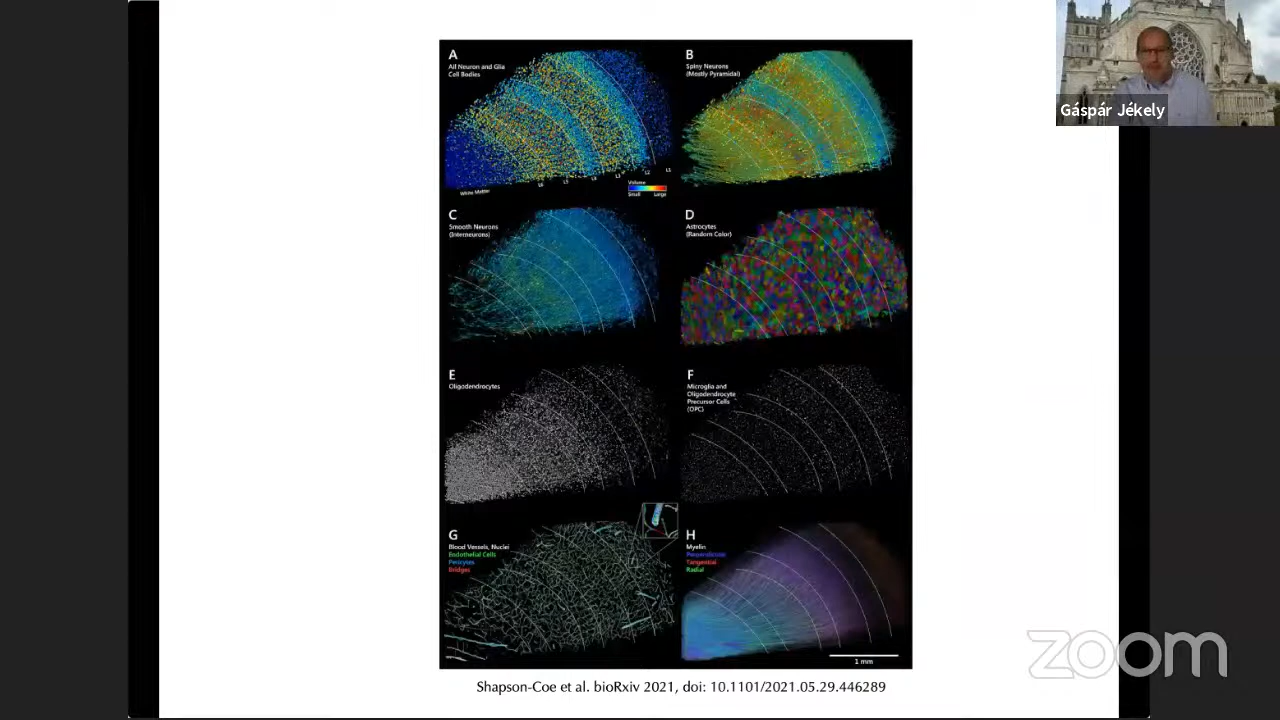 A
All Neuron and Glia
Cell Bodies
White Matter
L6
L5
L4
L3
L2
L1
Volume
Small
Large
B
Spiny Neurons
(Mostly Pyramidal)
C
Smooth Neurons
(Interneurons)
D
Astrocytes
(Random Color)
E
Oligodendrocytes
F
Microglia and
Oligodendrocyte
Precursor Cells
(OPC)
G
Blood Vessels, Nuclei
Endothelial Cells
Pericytes
Bridges
H
Myelin
Perpendicular
Tangential
Radial
1 mm
Shapson-Coe et al. bioRxiv 2021, doi: 10.1101/2021.05.29.446289
Gáspár Jékely
zoom